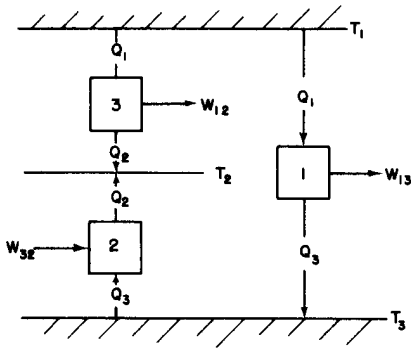 T₁
Q₁
3
W₁₂
Q₁
Q₂
T₂
1
W₁₃
Q₂
W₃₂
2
Q₃
Q₃
T₃